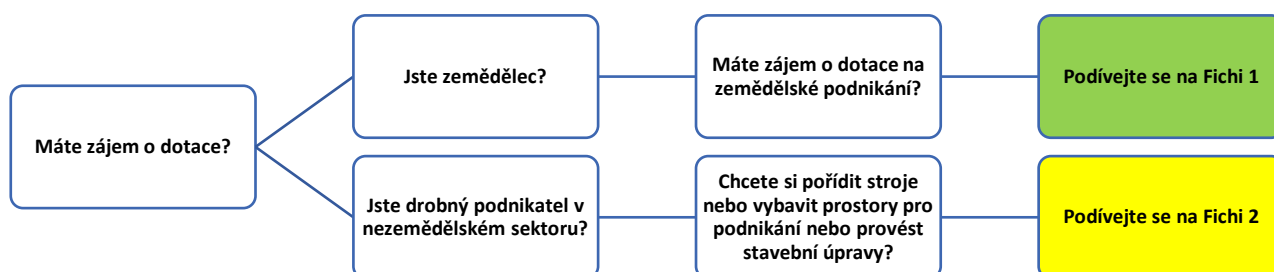 Máte zájem o dotace?
Jste zemědělec?
Máte zájem o dotace na
zemědělské podnikání?
Podívejte se na Fichi 1
Jste drobný podnikatel v
nezemědělském sektoru?
Chcete si pořídit stroje
nebo vybavit prostory pro
podnikání nebo provést
stavební úpravy?
Podívejte se na Fichi 2